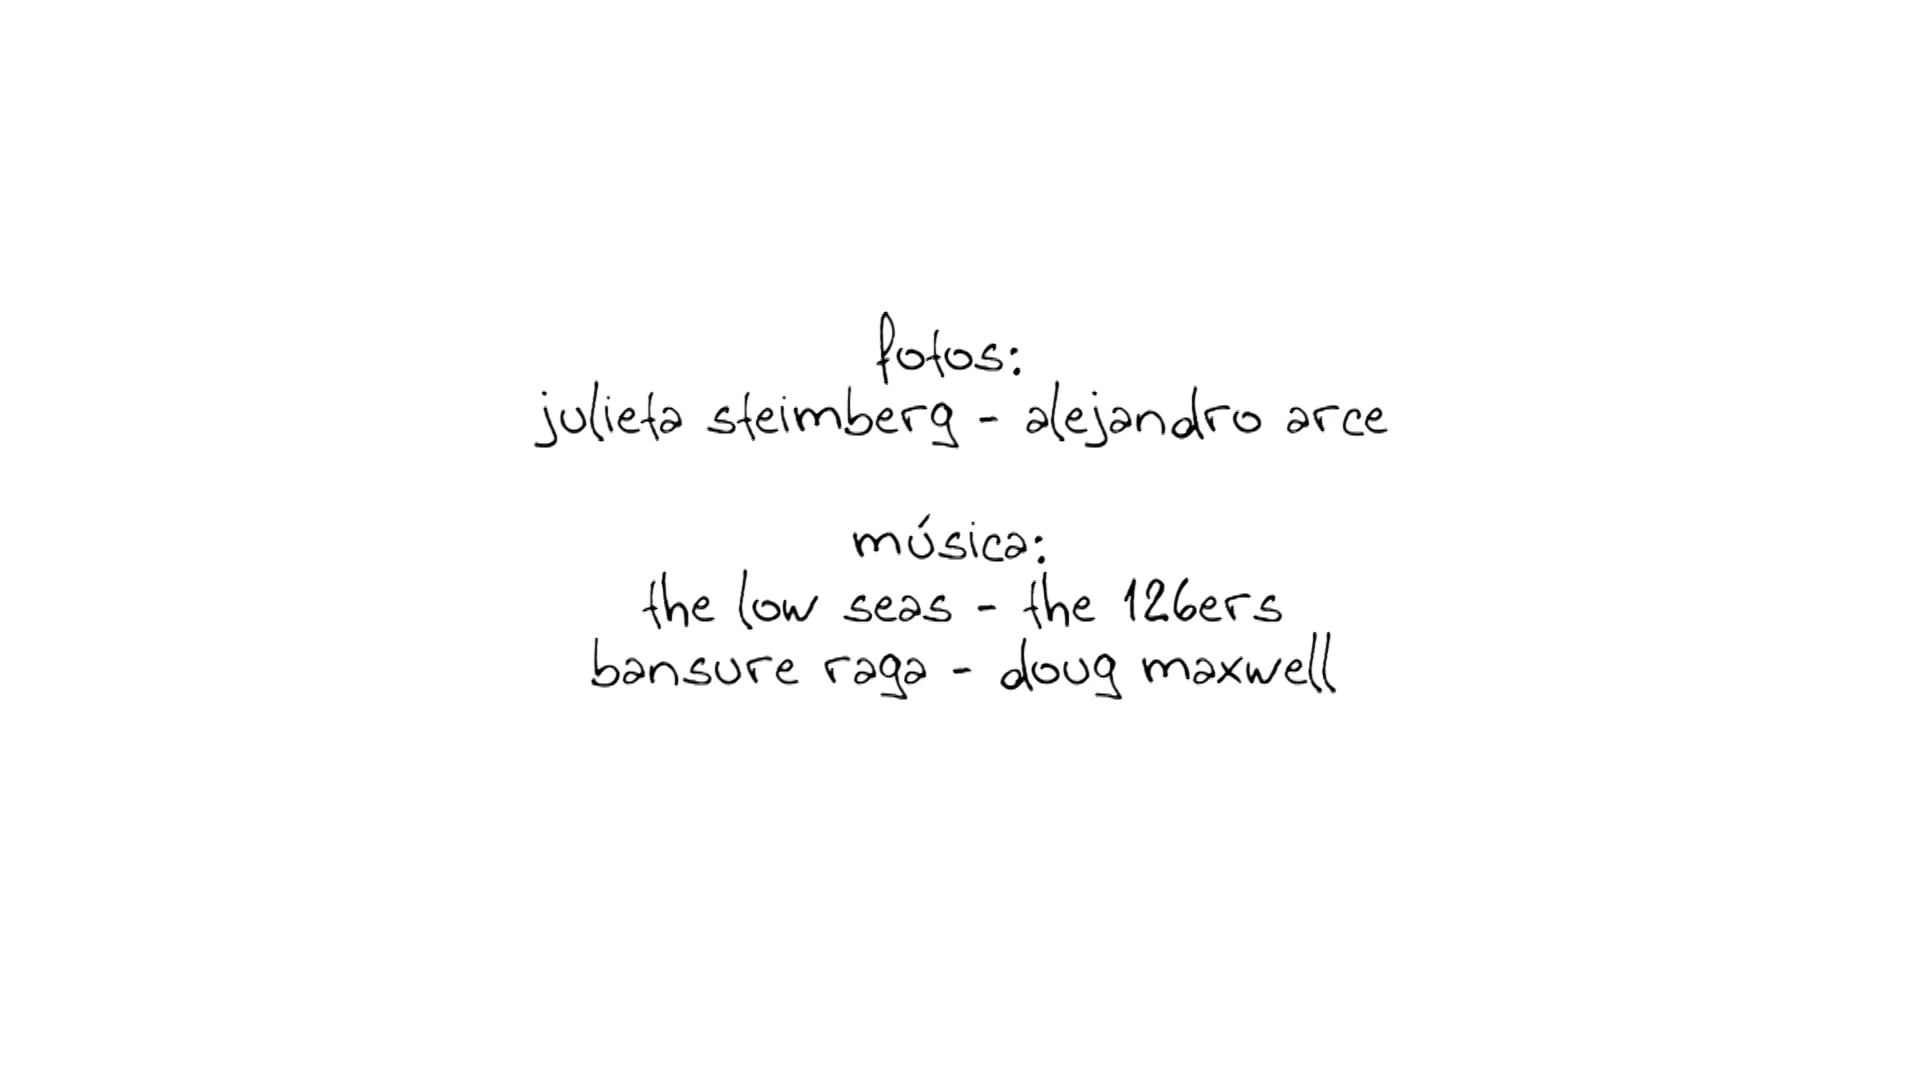 fotos:
julieta steimberg - alejandro arce
música:
the low seas - the 126ers
bansure raga - doug maxwell